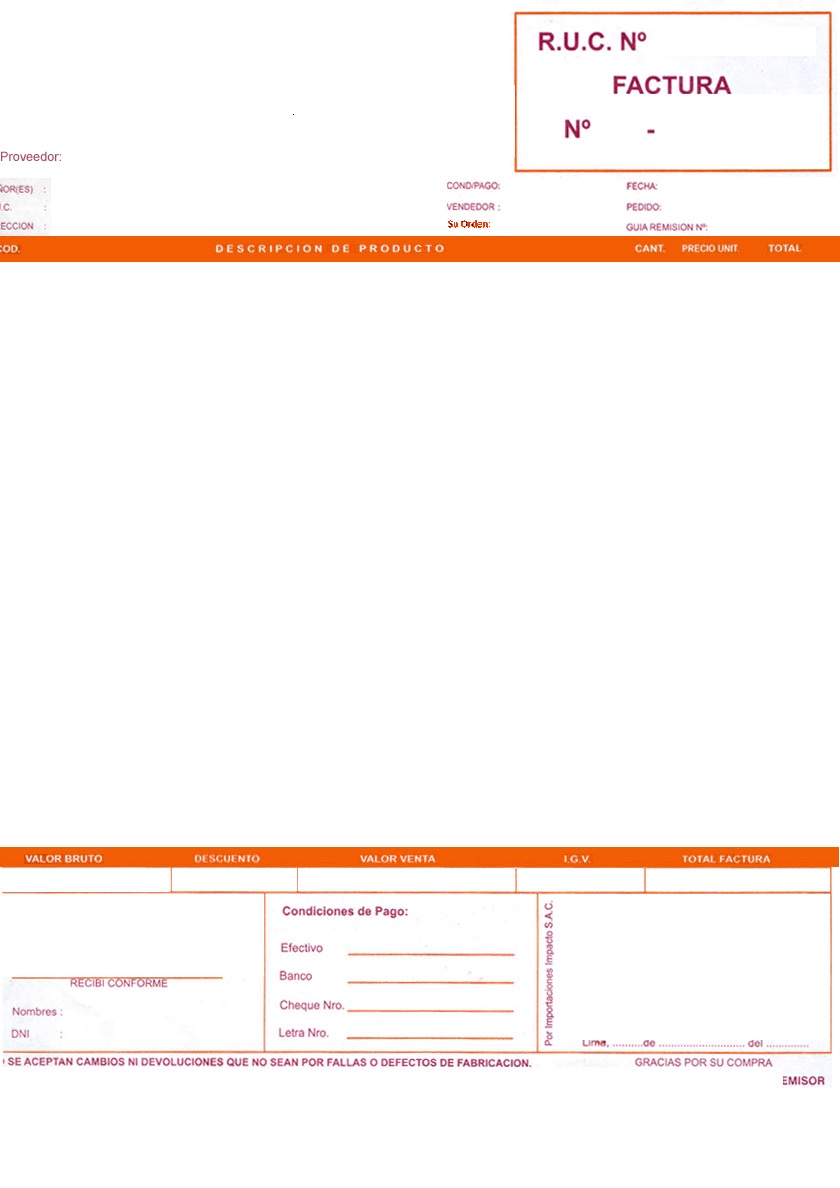 R.U.C. Nº
FACTURA
Nº -
Proveedor:
ÑOR(ES) :
COND/PAGO: FECHA:
.C. :
VENDEDOR : PEDIDO:
ECCION :
Su Orden: GUIA REMISION Nº:
COD. DESCRIPCION DE PRODUCTO CANT. PRECIO UNIT. TOTAL
VALOR BRUTO DESCUENTO VALOR VENTA I.G.V. TOTAL FACTURA
Condiciones de Pago:
Efectivo
Banco
Cheque Nro.
Letra Nro.
RECIBI CONFORME
Nombres :
DNI :
Por Importaciones Impacto S.A.C.
Lima, .........de ........................... del .............
SE ACEPTAN CAMBIOS NI DEVOLUCIONES QUE NO SEAN POR FALLAS O DEFECTOS DE FABRICACION. GRACIAS POR SU COMPRA
EMISOR